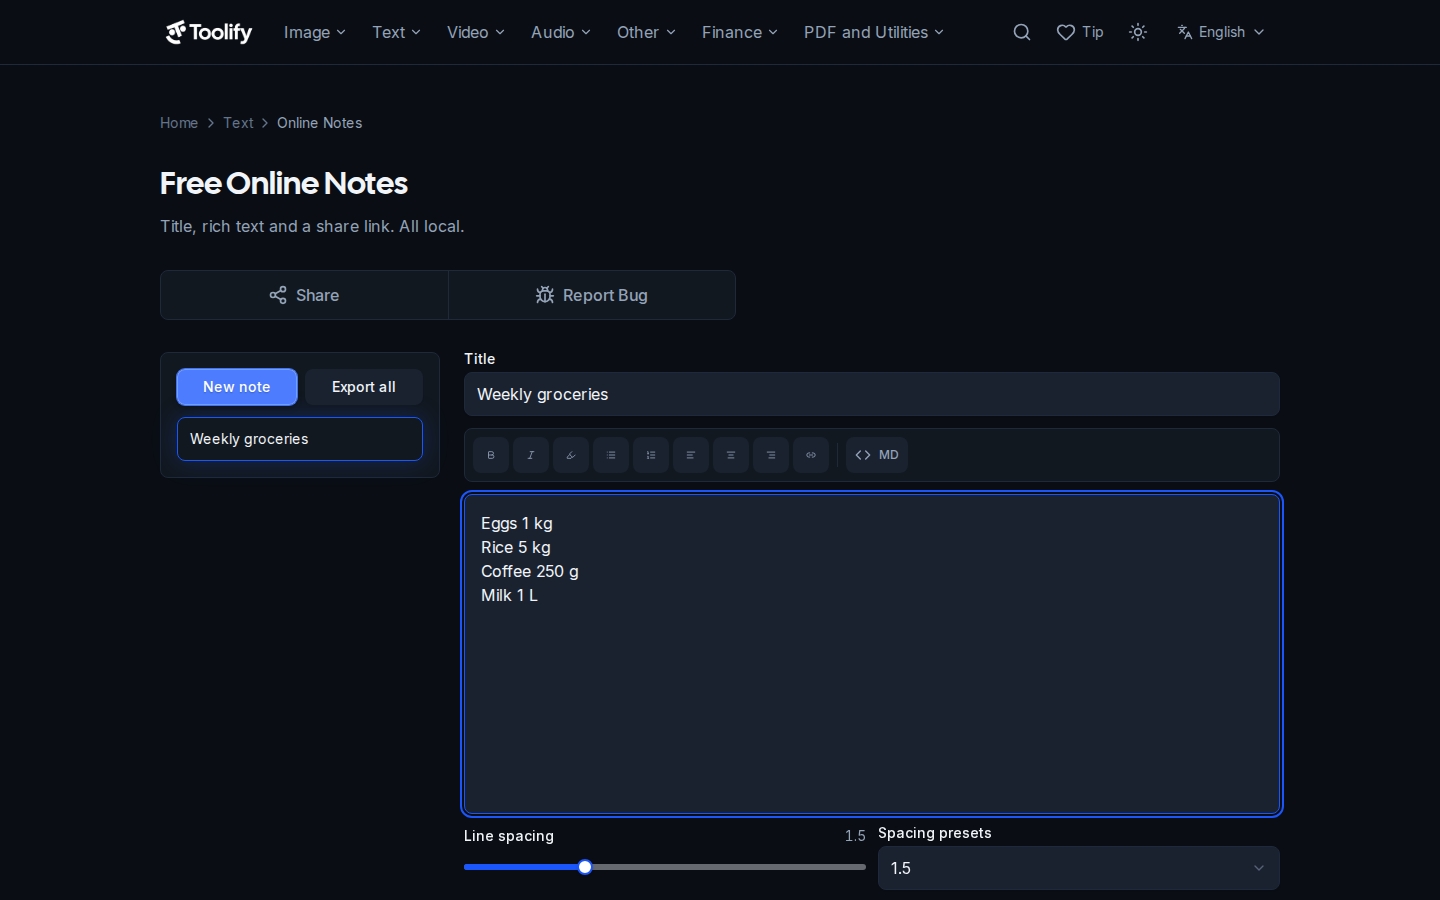 Toolify
Image
Text
Video
Audio
Other
Finance
PDF and Utilities
Tip
English
Home > Text > Online Notes
Free Online Notes
Title, rich text and a share link. All local.
Share
Report Bug
New note
Export all
Weekly groceries
Title
Weekly groceries
B I
MD
Eggs 1 kg
Rice 5 kg
Coffee 250 g
Milk 1 L
Line spacing
1.5
Spacing presets
1.5